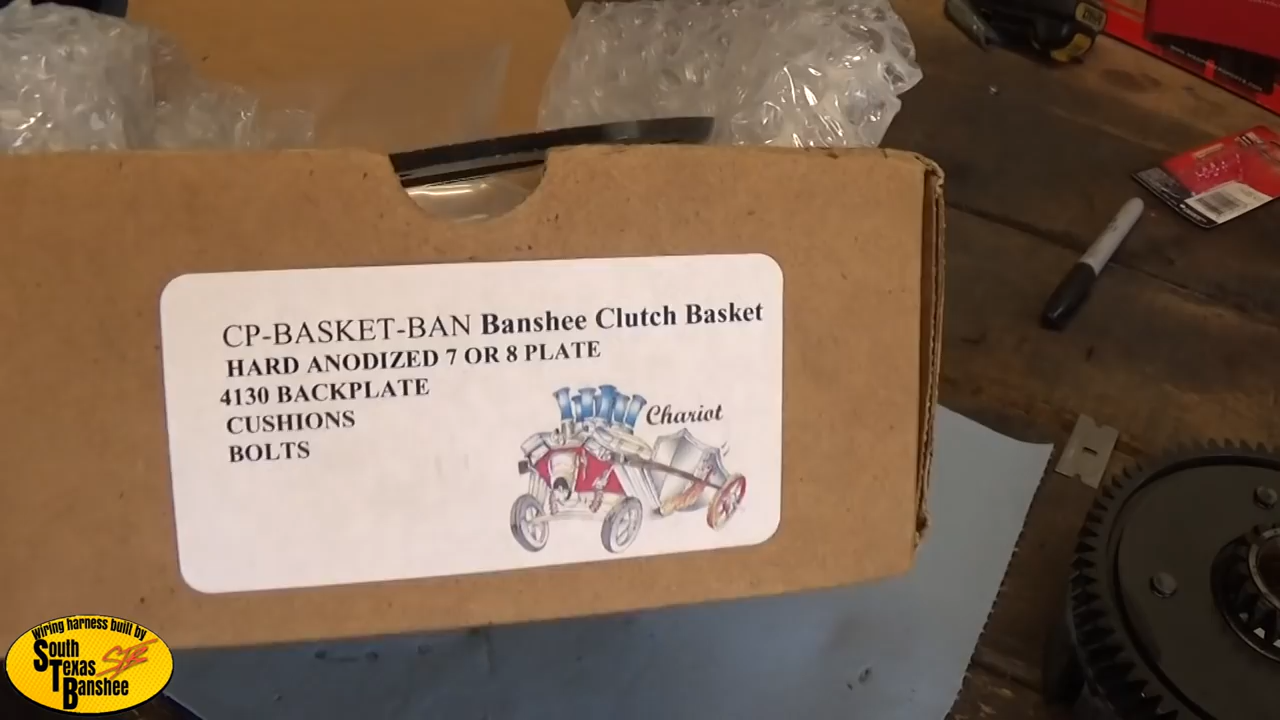 CP-BASKET-BAN Banshee Clutch Basket
HARD ANODIZED 7 OR 8 PLATE
4130 BACKPLATE
CUSHIONS
BOLTS
Chariot
Wiring harness built by
South
Texas
Banshee